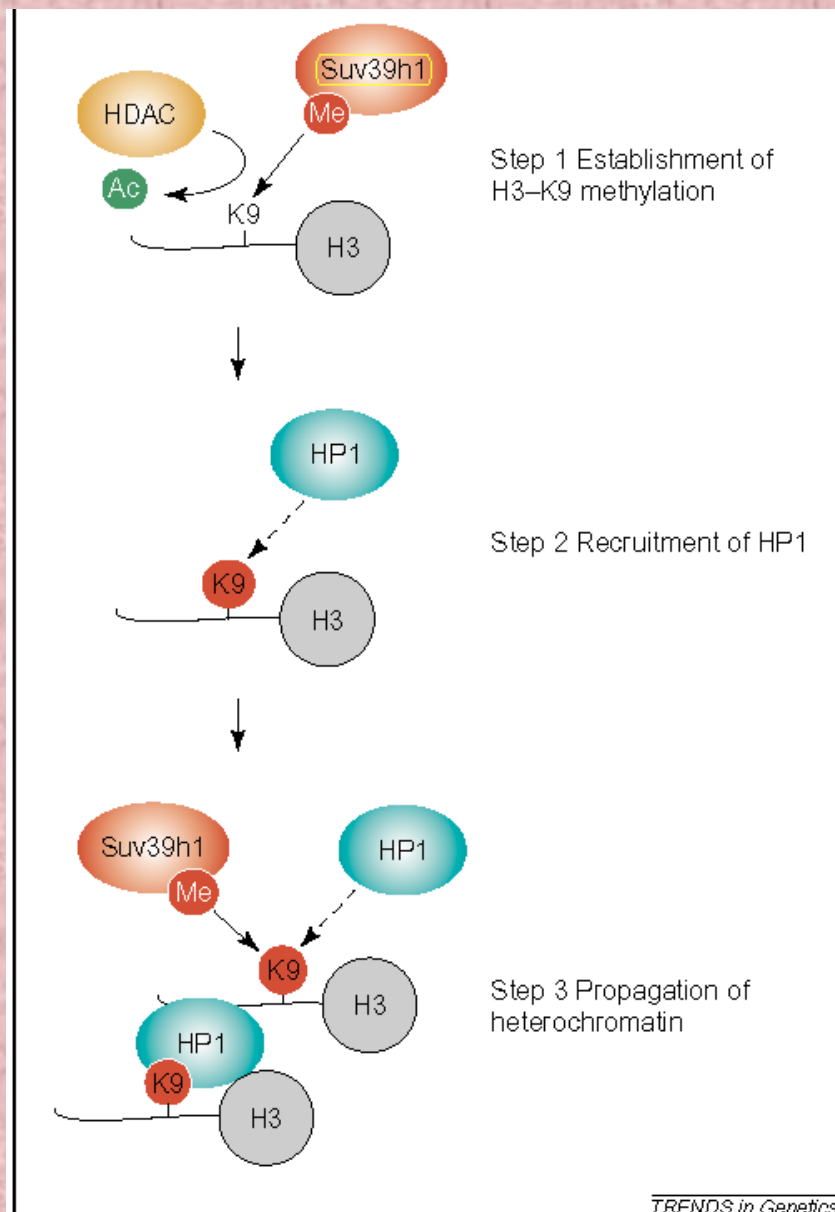 Suv39h1
HDAC
Me
Ac
K9
H3
Step 1 Establishment of
H3–K9 methylation
HP1
K9
H3
Step 2 Recruitment of HP1
Suv39h1
HP1
Me
K9
H3
HP1
K9
H3
Step 3 Propagation of
heterochromatin
TRENDS in Genetics